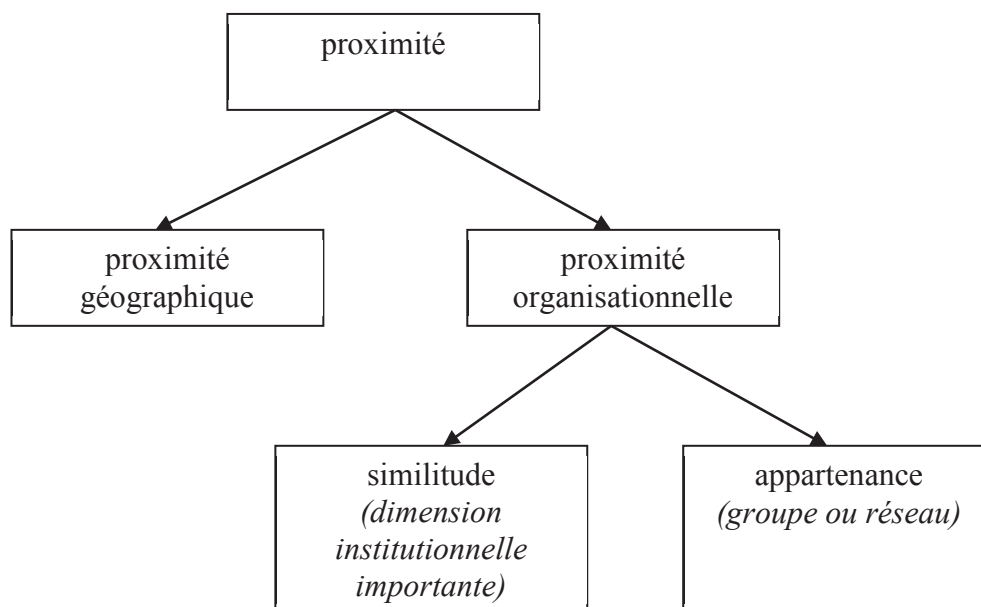 proximité
proximité
géographique
proximité
organisationnelle
similitude
(dimension
institutionnelle
importante)
appartenance
(groupe ou réseau)